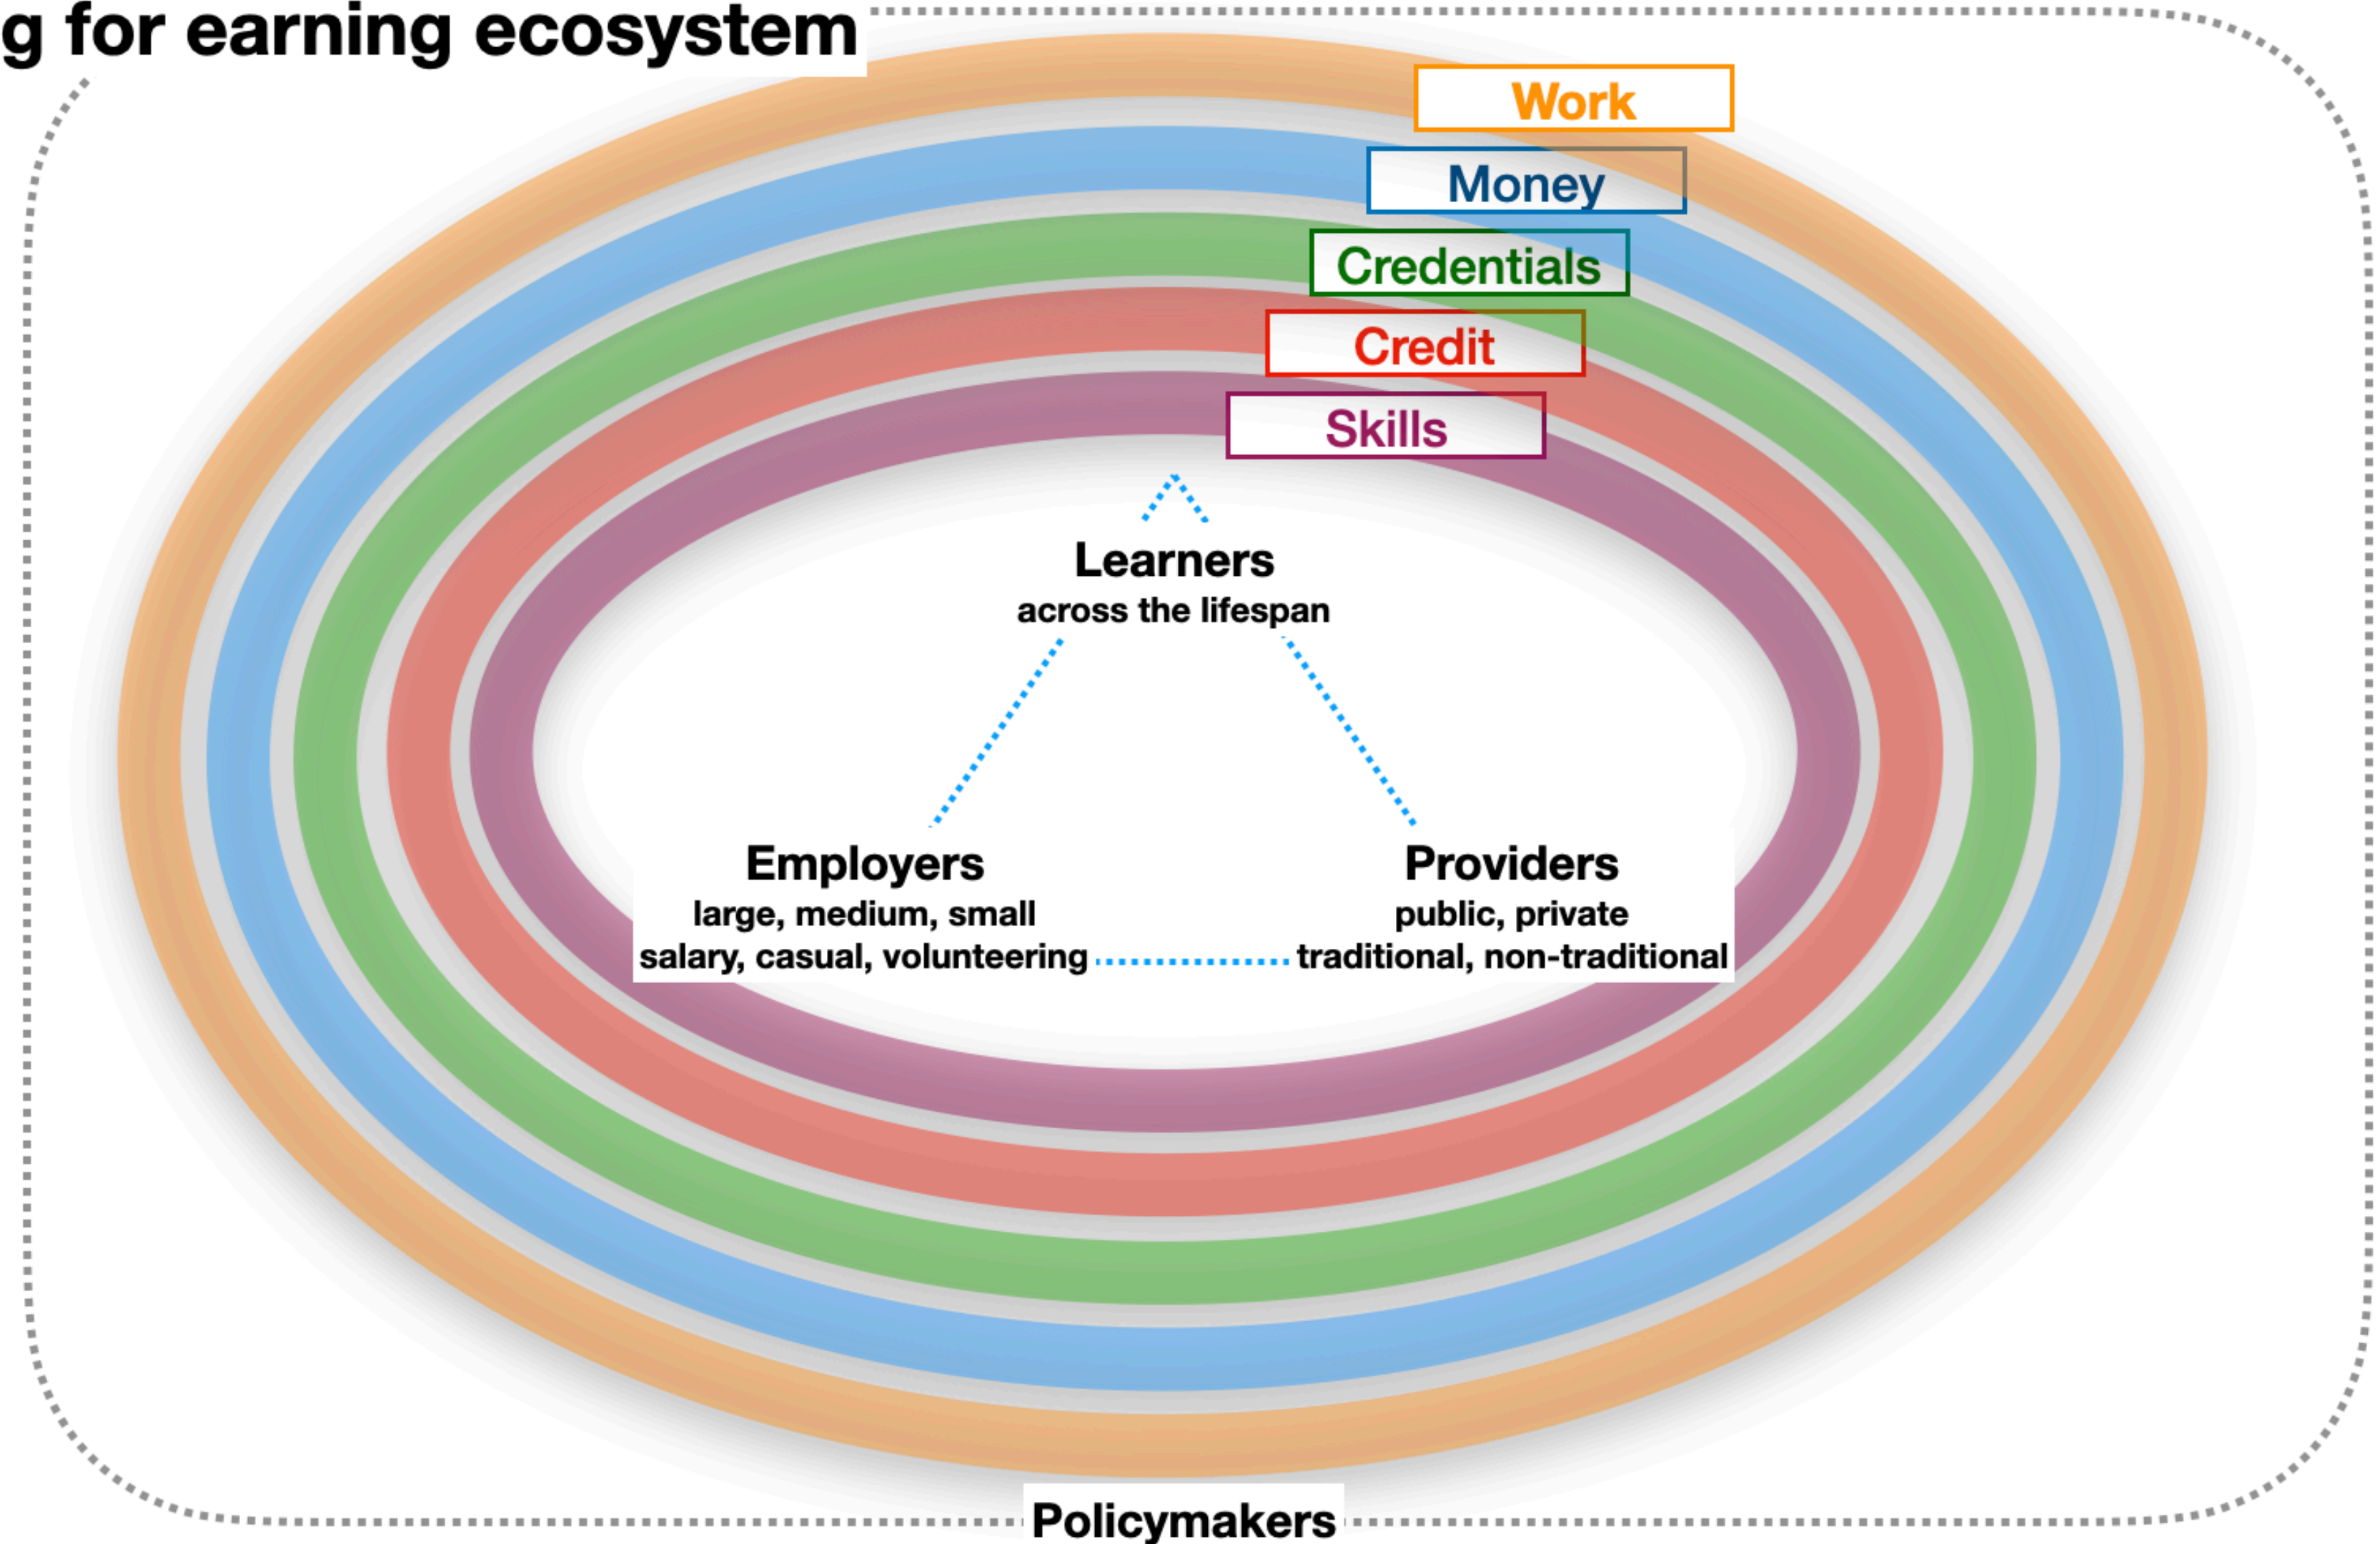 g for earning ecosystem
Work
Money
Credentials
Credit
Skills
Learners
across the lifespan
Employers
large, medium, small
salary, casual, volunteering
Providers
public, private
traditional, non-traditional
Policymakers